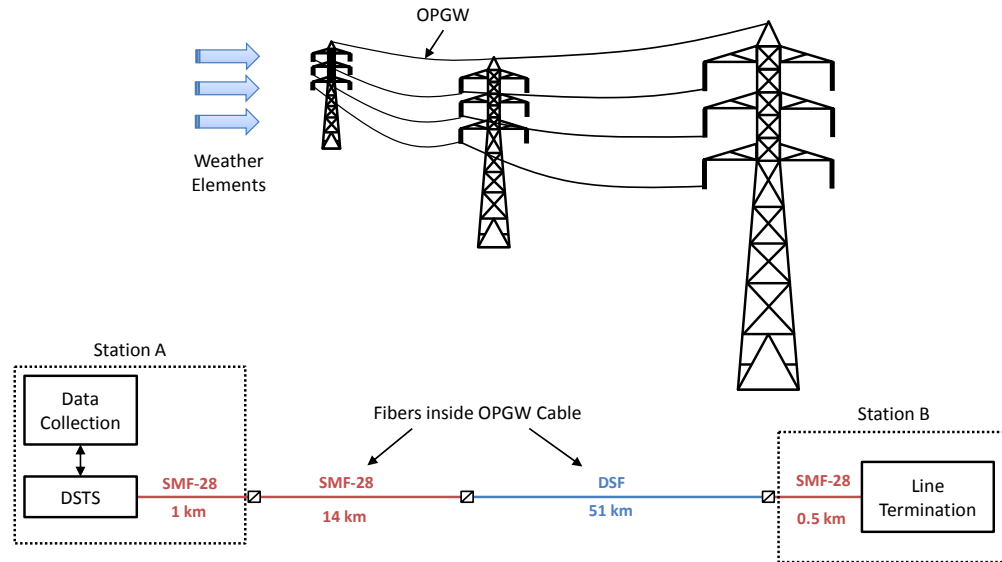 OPGW
Weather
Elements
Station A
Data
Collection
DSTS
SMF-28
1 km
Fibers inside OPGW Cable
SMF-28
14 km
DSF
51 km
Station B
SMF-28
0.5 km
Line
Termination